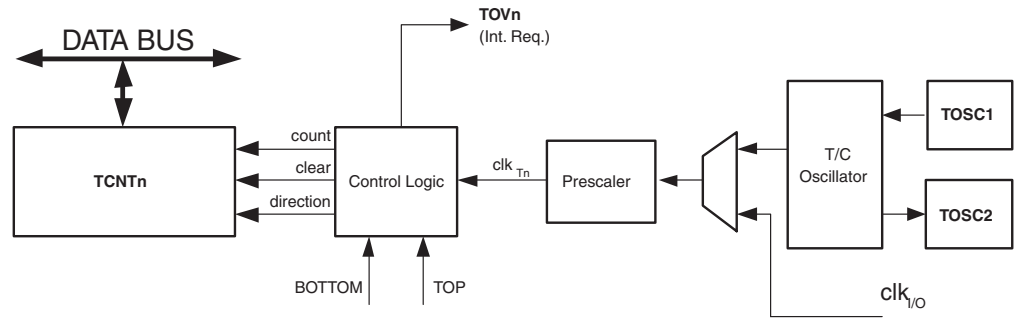 TOVn
(Int. Req.)
DATA BUS
TCNTn
count
clear
direction
Control Logic
clk Tn
Prescaler
T/C
Oscillator
TOSC1
TOSC2
BOTTOM
TOP
clk I/O